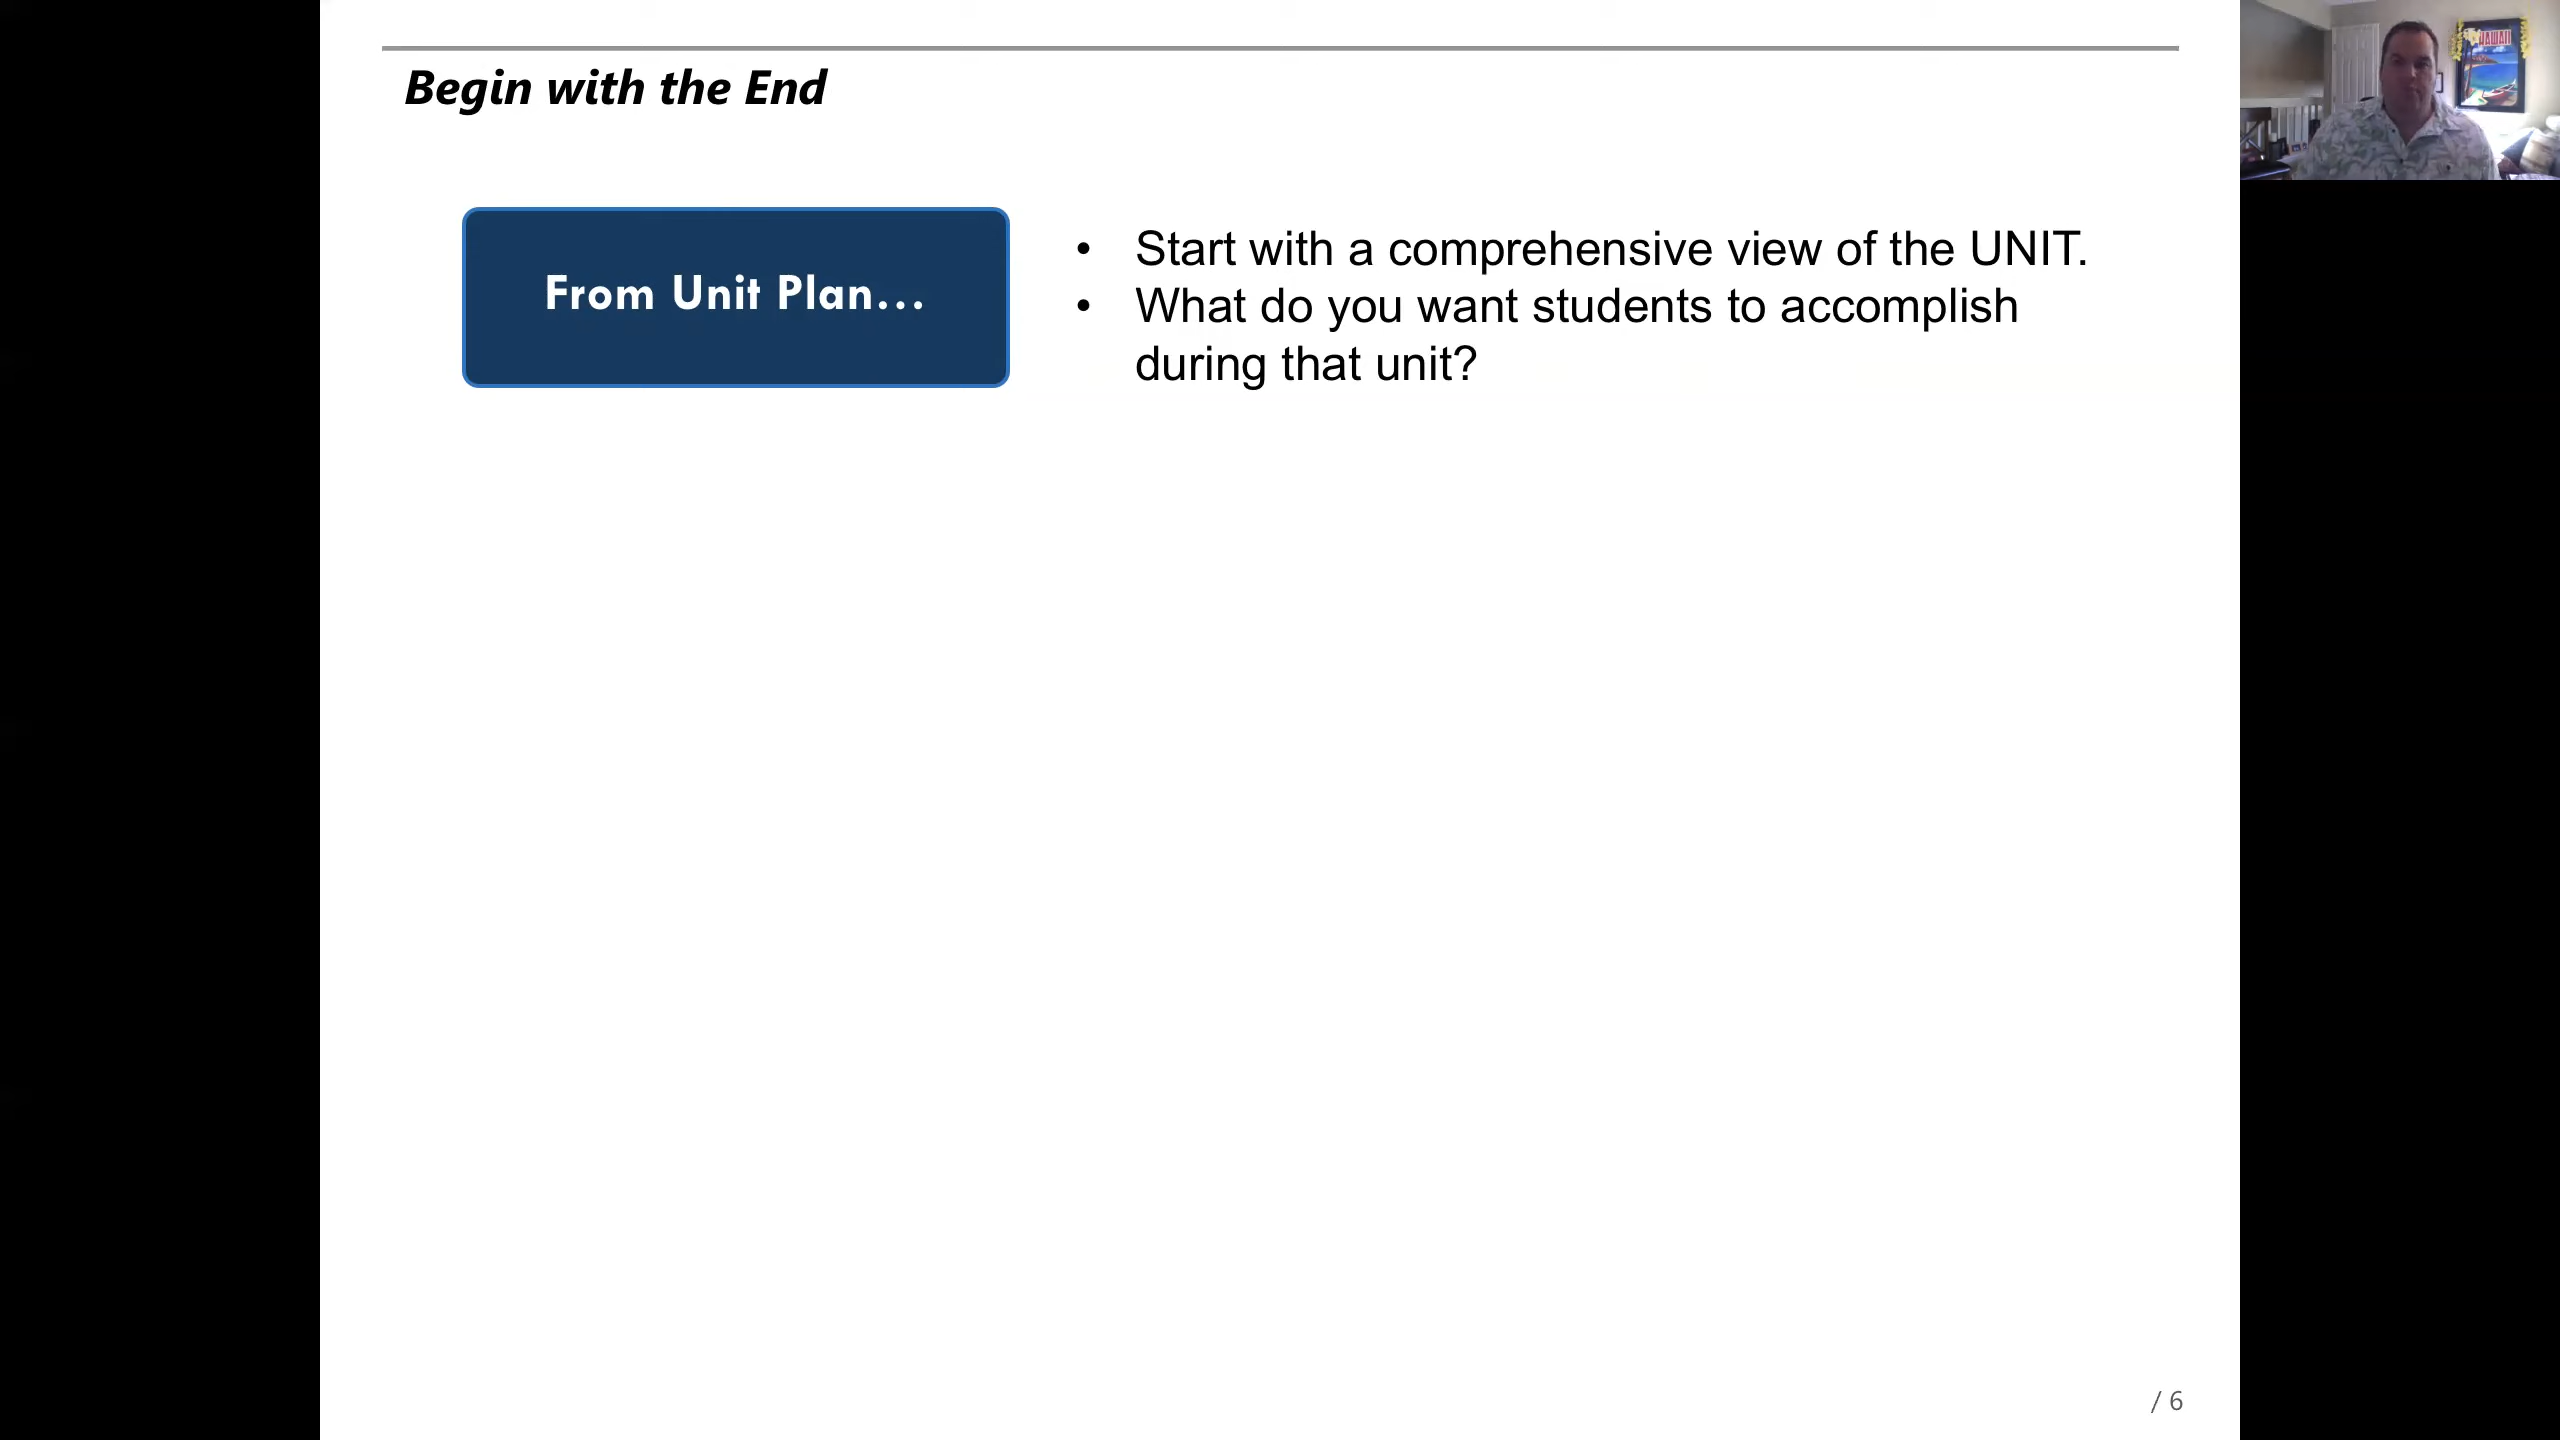 Begin with the End
From Unit Plan…
• Start with a comprehensive view of the UNIT.
• What do you want students to accomplish
during that unit?
HAWAII
/ 6